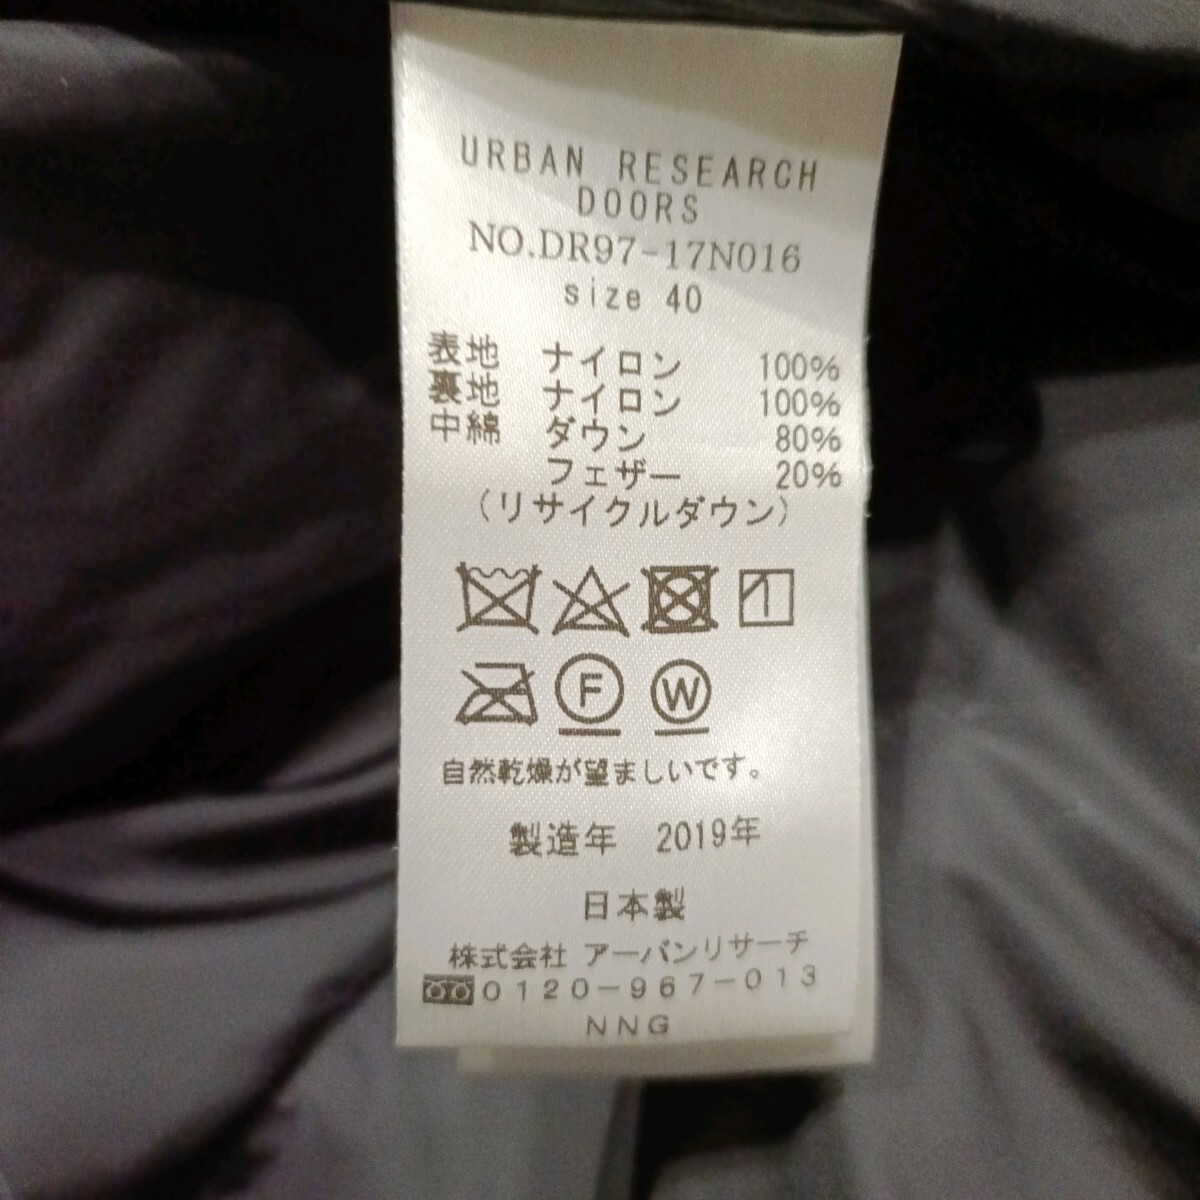 URBAN RESEARCH
DOORS
NO.DR97-17N016
size 40
表地 ナイロン 100%
裏地 ナイロン 100%
中綿 ダウン 80%
フェザー 20%
(リサイクルダウン)
F W
自然乾燥が望ましいです。
製造年 2019年
日本製
株式会社 アーバンリサーチ
0120-967-013
NNG